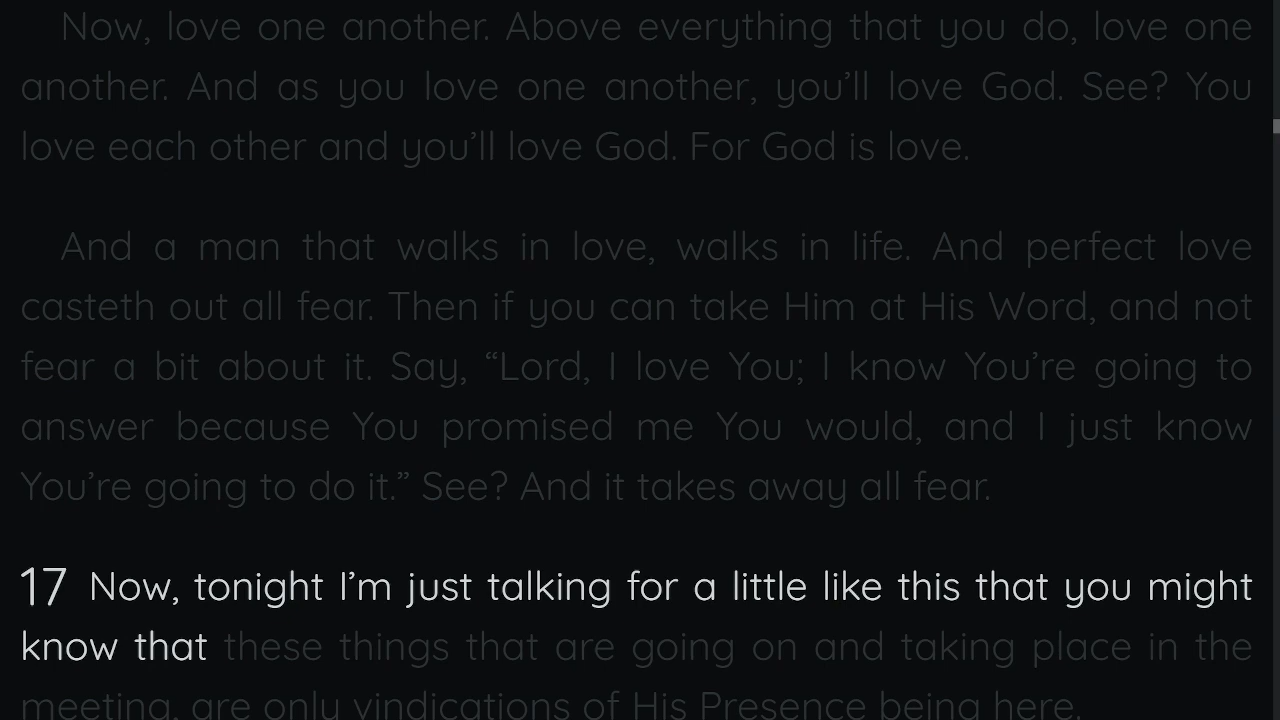 Now, love one another. Above everything that you do, love one
another. And as you love one another, you’ll love God. See? You
love each other and you’ll love God. For God is love.
And a man that walks in love, walks in life. And perfect love
casteth out all fear. Then if you can take Him at His Word, and not
fear a bit about it. Say, “Lord, I love You; I know You’re going to
answer because You promised me You would, and I just know
You’re going to do it.” See? And it takes away all fear.
17 Now, tonight I’m just talking for a little like this that you might
know that these things that are going on and taking place in the
meeting, are only vindications of His Presence being here.